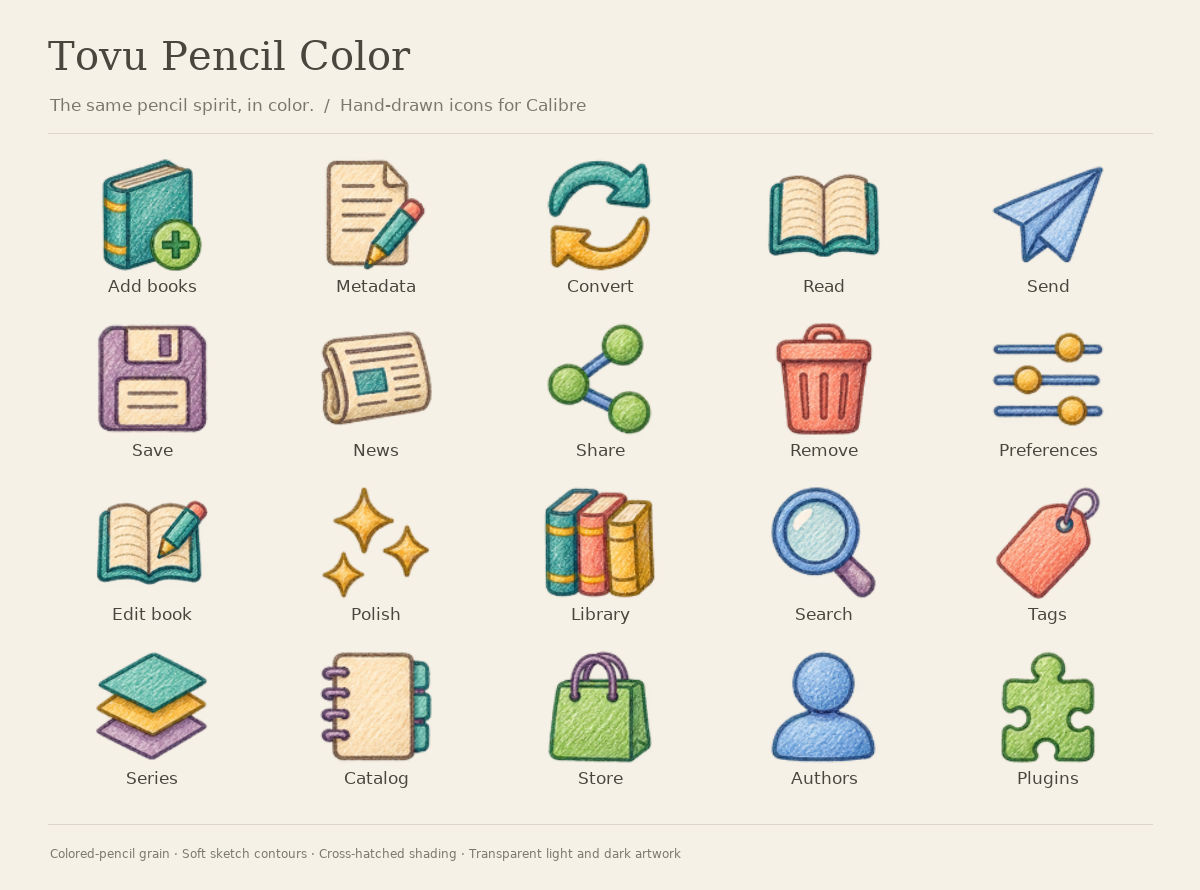 Tovu Pencil Color
The same pencil spirit, in color. / Hand-drawn icons for Calibre
Add books
Metadata
Convert
Read
Send
Save
News
Share
Remove
Preferences
Edit book
Polish
Library
Search
Tags
Series
Catalog
Store
Authors
Plugins
Colored-pencil grain · Soft sketch contours · Cross-hatched shading · Transparent light and dark artwork